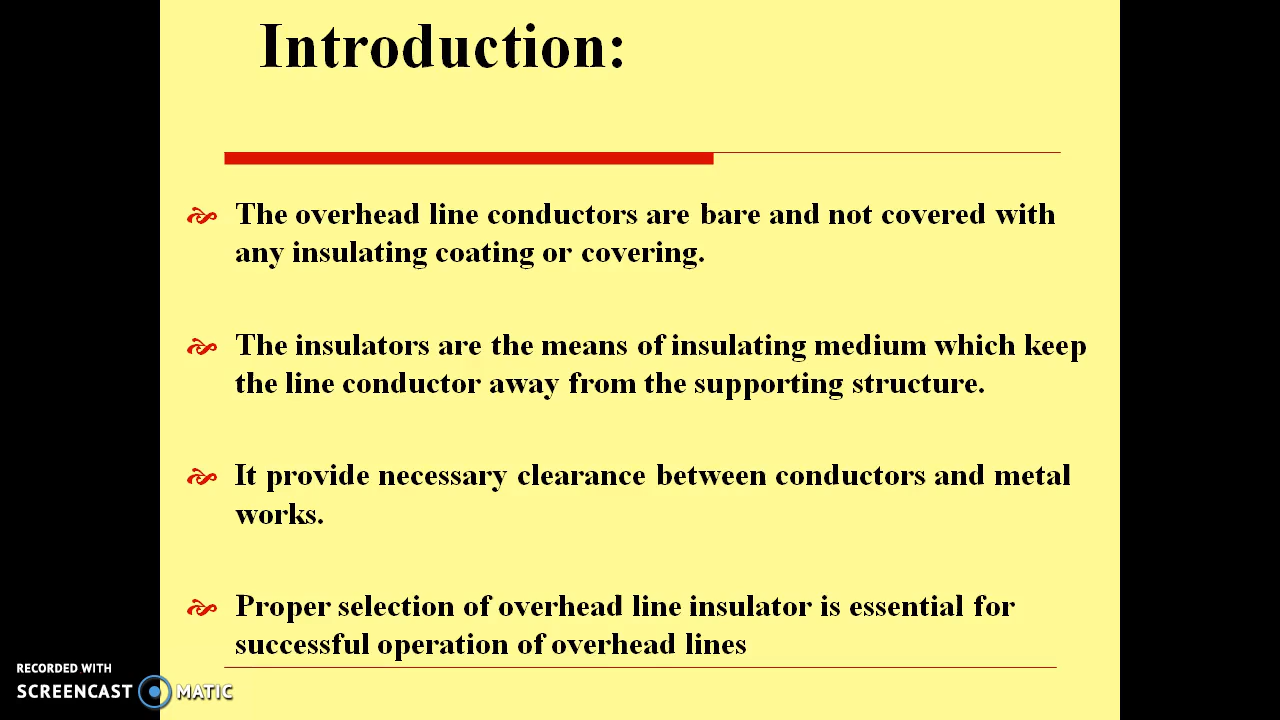 Introduction:
The overhead line conductors are bare and not covered with
any insulating coating or covering.
The insulators are the means of insulating medium which keep
the line conductor away from the supporting structure.
It provide necessary clearance between conductors and metal
works.
Proper selection of overhead line insulator is essential for
successful operation of overhead lines
RECORDED WITH
SCREENCAST MATIC